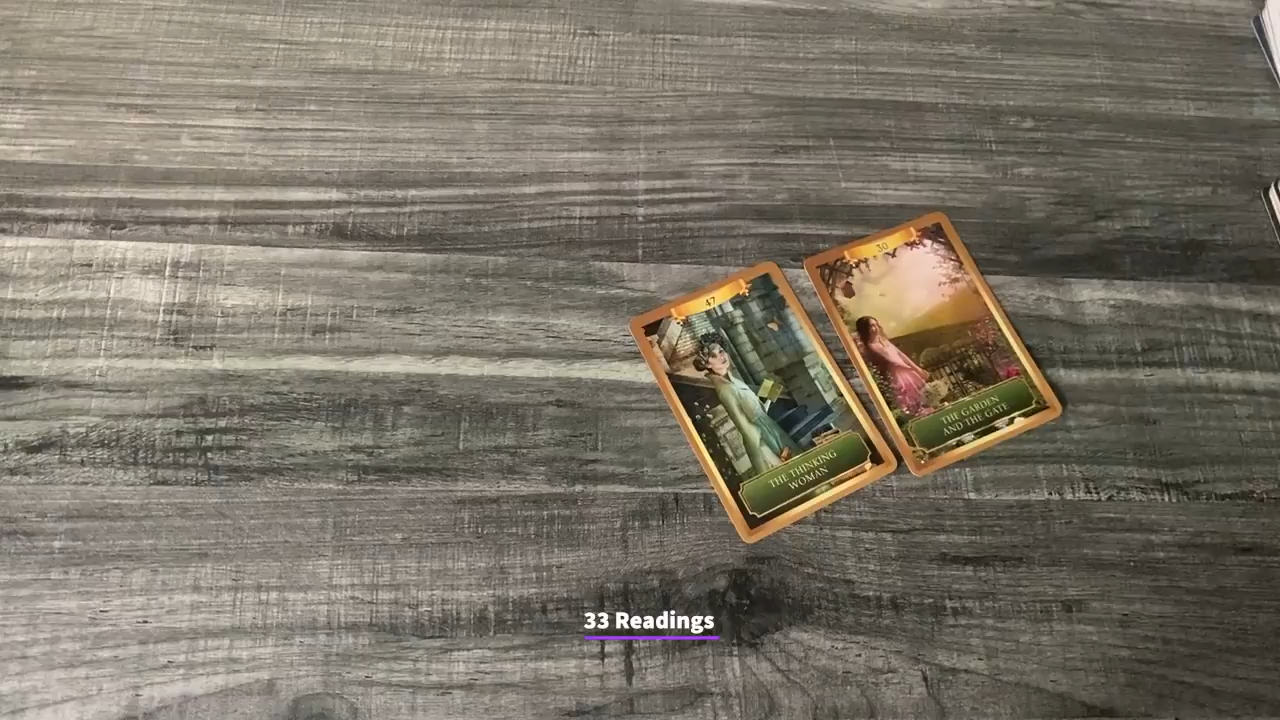 47
THE THINKING
WOMAN
30
THE GARDEN
AND THE GATE
33 Readings